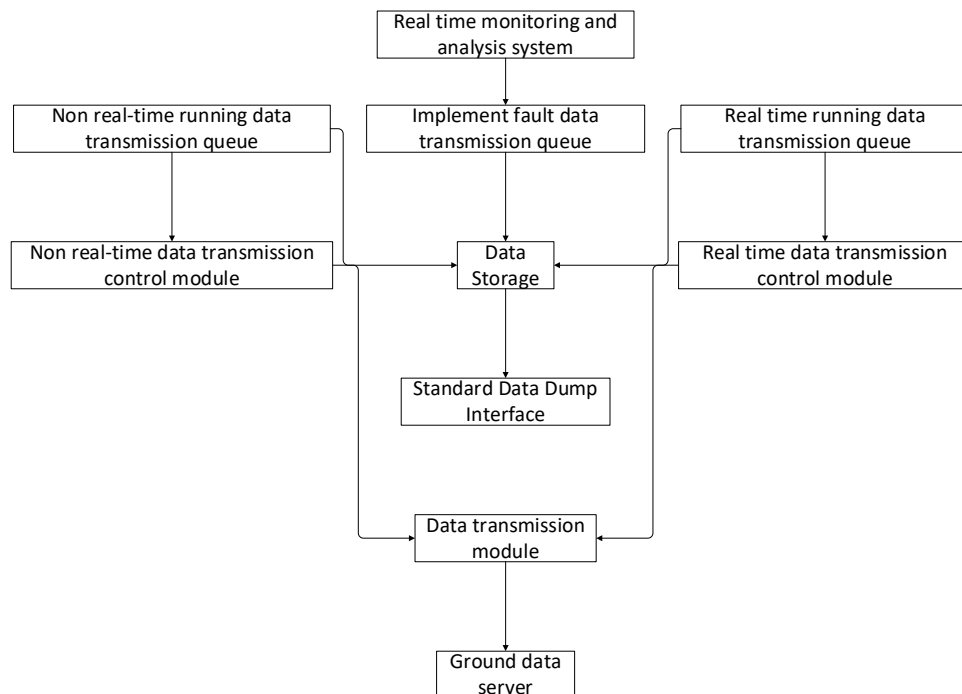 Real time monitoring and
analysis system
Non real-time running data
transmission queue
Implement fault data
transmission queue
Real time running data
transmission queue
Non real-time data transmission
control module
Data
Storage
Real time data transmission
control module
Standard Data Dump
Interface
Data transmission
module
Ground data
server